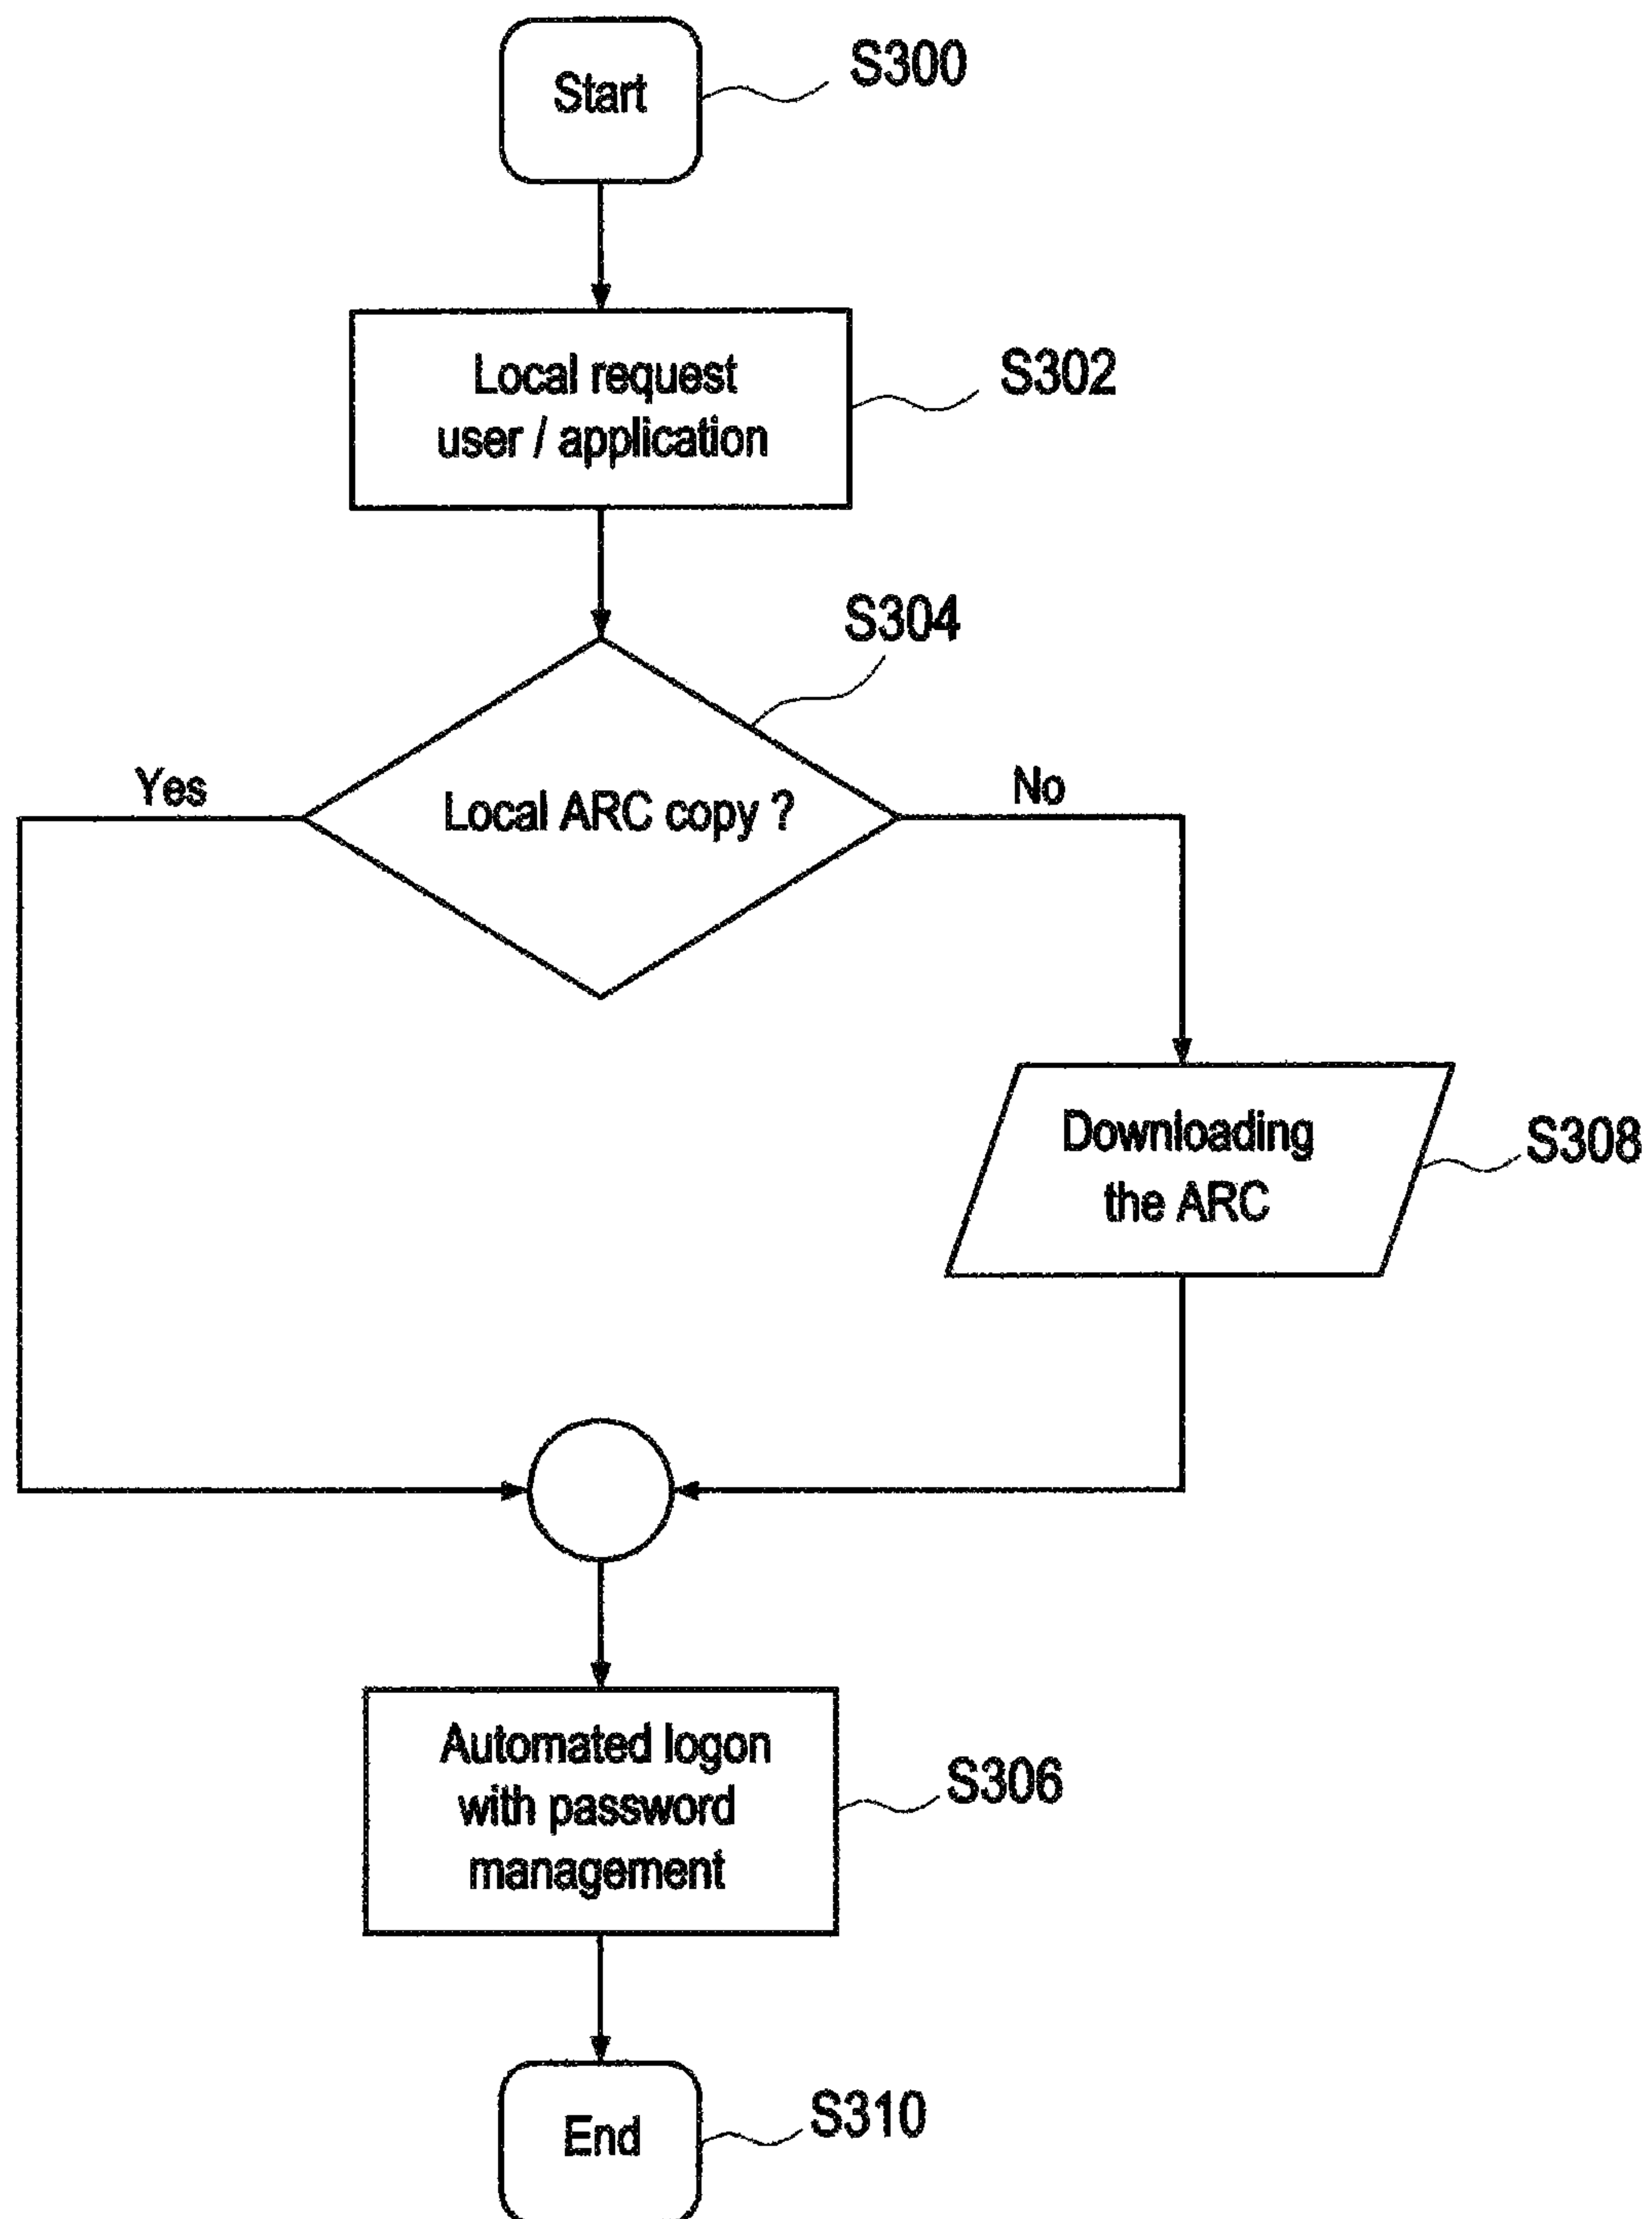 Start
S300
Local request
user / application
S302
S304
Yes
Local ARC copy ?
No
Downloading
the ARC
S308
Automated logon
with password
management
S306
End
S310